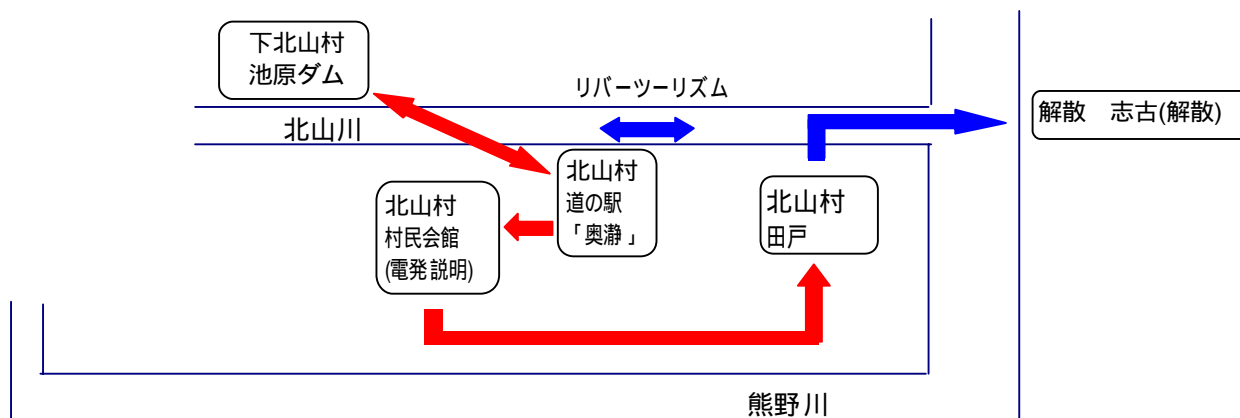 下北山村
池原ダム
リバーツーリズム
北山川
解散 志古(解散)
北山村
道の駅
「奥瀞」
北山村
村民会館
(電発説明)
北山村
田戸
熊野川